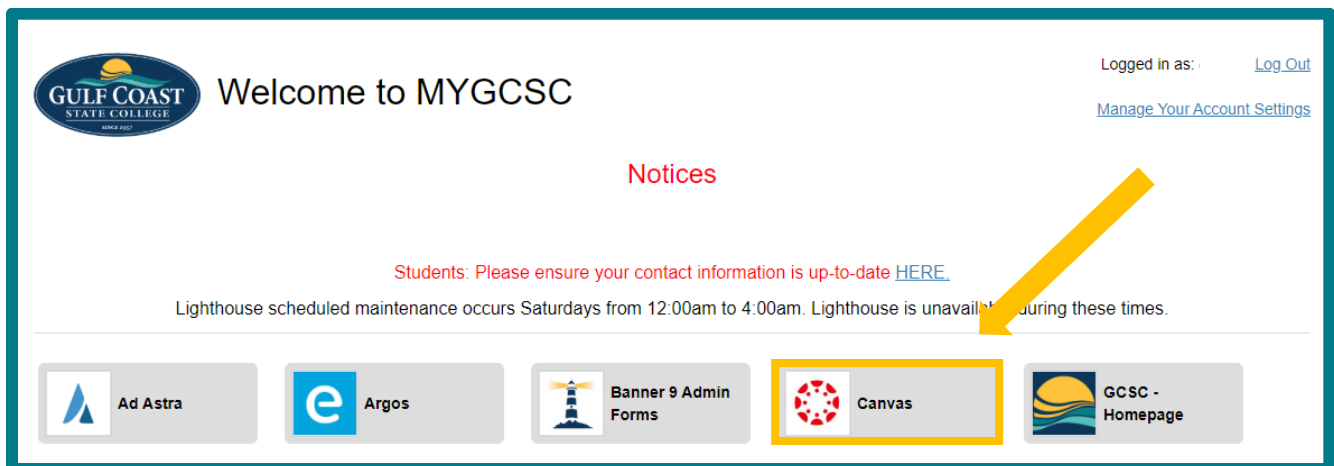 GULF COAST
STATE COLLEGE
SINCE 1957
Welcome to MYGCSC
Logged in as:
Log Out
Manage Your Account Settings
Notices
Students: Please ensure your contact information is up-to-date HERE.
Lighthouse scheduled maintenance occurs Saturdays from 12:00am to 4:00am. Lighthouse is during these times.
Ad Astra
Argos
Banner 9 Admin
Forms
Canvas
GCSC -
Homepage